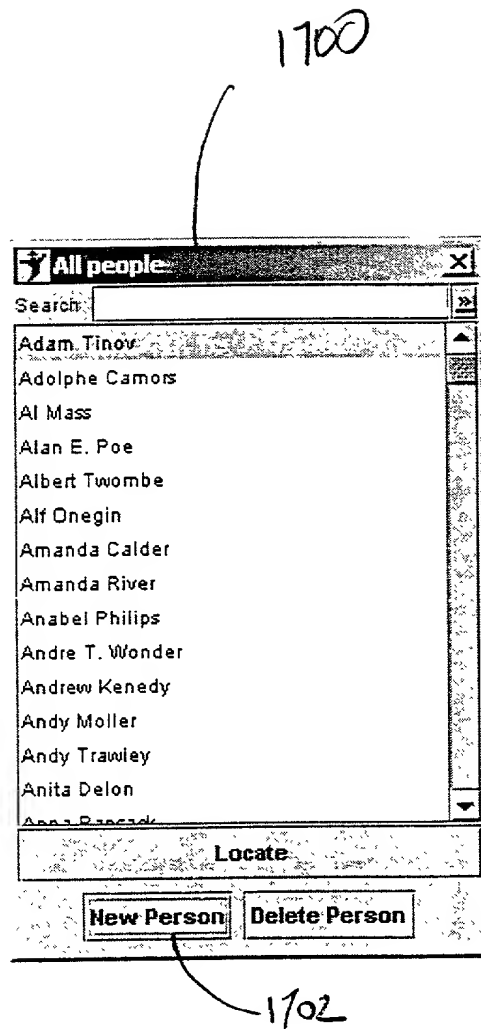 1700
All people
Search »
Adam Tinov
Adolphe Camors
Al Mass
Alan E. Poe
Albert Twombe
Alf Onegin
Amanda Calder
Amanda River
Anabel Philips
Andre T. Wonder
Andrew Kenedy
Andy Moller
Andy Trawley
Anita Delon
Locate
New Person Delete Person
1702